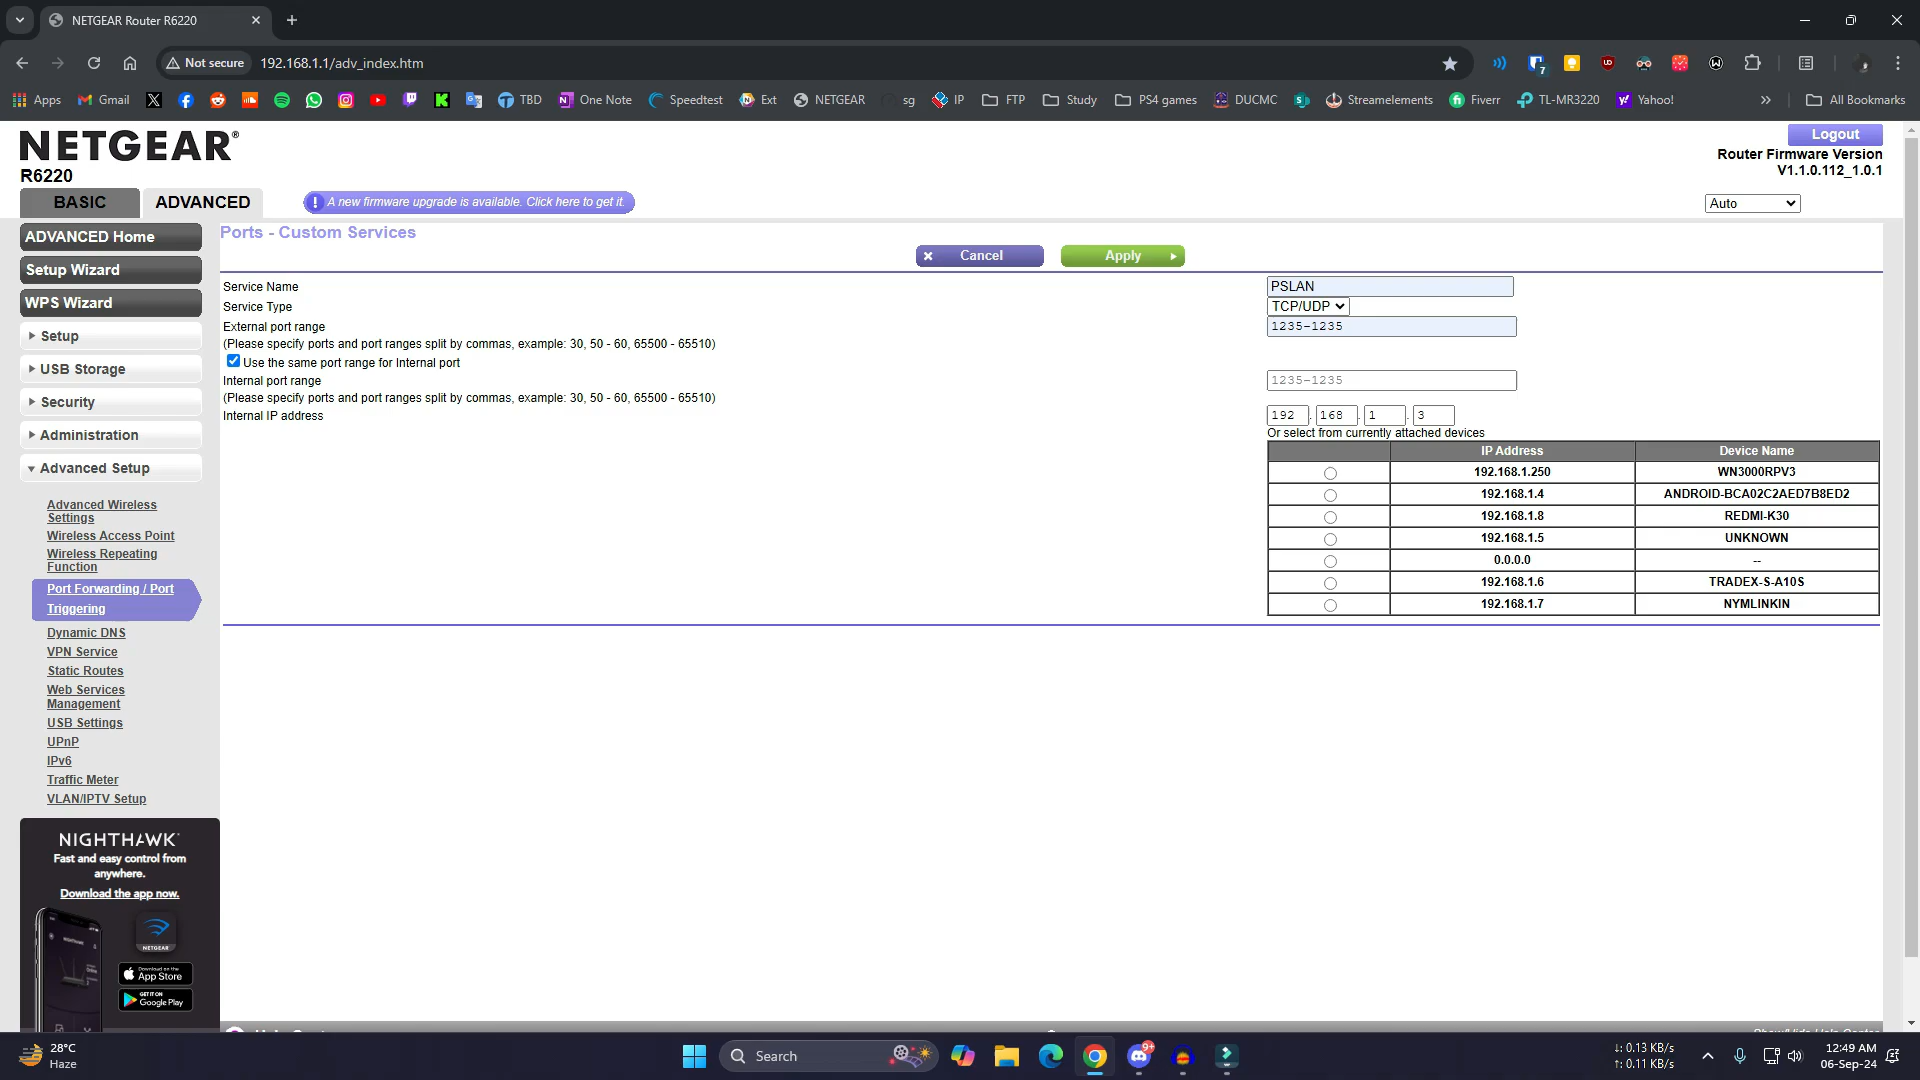 NETGEAR Router R6220
Not secure
192.168.1.1/adv_index.htm
7
Apps
Gmail
TBD
One Note
Speedtest
Ext
NETGEAR
sg
IP
FTP
Study
PS4 games
DUCMC
Streamelements
Fiverr
TL-MR3220
Yahoo!
All Bookmarks
NETGEAR®
R6220
Logout
Router Firmware Version
V1.1.0.112_1.0.1
BASIC
ADVANCED
A new firmware upgrade is available. Click here to get it.
Auto
ADVANCED Home
Setup Wizard
WPS Wizard
Setup
USB Storage
Security
Administration
Advanced Setup
Advanced Wireless
Settings
Wireless Access Point
Wireless Repeating
Function
Port Forwarding / Port
Triggering
Dynamic DNS
VPN Service
Static Routes
Web Services
Management
USB Settings
UPnP
IPv6
Traffic Meter
VLAN/IPTV Setup
NIGHTHAWK
Fast and easy control from
anywhere.
Download the app now.
NETGEAR
Download on the
App Store
GET IT ON
Google Play
Ports - Custom Services
Cancel
Apply
Service Name
PSLAN
Service Type
TCP/UDP
External port range
1235-1235
(Please specify ports and port ranges split by commas, example: 30, 50 - 60, 65500 - 65510)
Use the same port range for Internal port
Internal port range
1235-1235
(Please specify ports and port ranges split by commas, example: 30, 50 - 60, 65500 - 65510)
Internal IP address
192 . 168 . 1 . 3
Or select from currently attached devices
IP Address Device Name
192.168.1.250 WN3000RPV3
192.168.1.4 ANDROID-BCA02C2AED7B8ED2
192.168.1.8 REDMI-K30
192.168.1.5 UNKNOWN
0.0.0.0 --
192.168.1.6 TRADEX-S-A10S
192.168.1.7 NYMLINKIN
28°C
Haze
Search
9+
↓: 0.13 KB/s
↑: 0.11 KB/s
12:49 AM
06-Sep-24